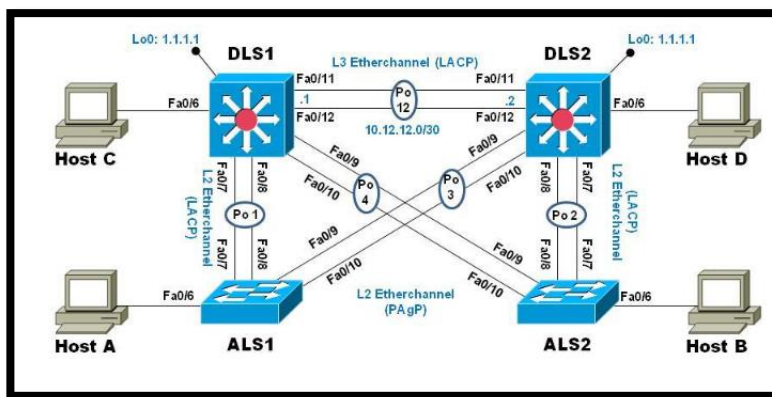 Lo0: 1.1.1.1
DLS1
DLS2
Lo0: 1.1.1.1
L3 Etherchannel (LACP)
Fa0/11
Fa0/11
Fa0/6
.1
Po
12
.2
Fa0/6
Fa0/12
Fa0/12
10.12.12.0/30
Host C
Host D
Fa0/9
Fa0/9
Fa0/10
Fa0/10
Fa0/7
Fa0/8
Po
4
Po
3
Fa0/8
Fa0/7
L2 Etherchannel
(LACP)
Po 1
Po 2
(LACP)
L2 Etherchannel
Fa0/7
Fa0/8
Fa0/9
Fa0/10
Fa0/9
Fa0/10
Fa0/8
Fa0/7
Fa0/6
L2 Etherchannel
(PAgP)
Fa0/6
Host A
ALS1
ALS2
Host B